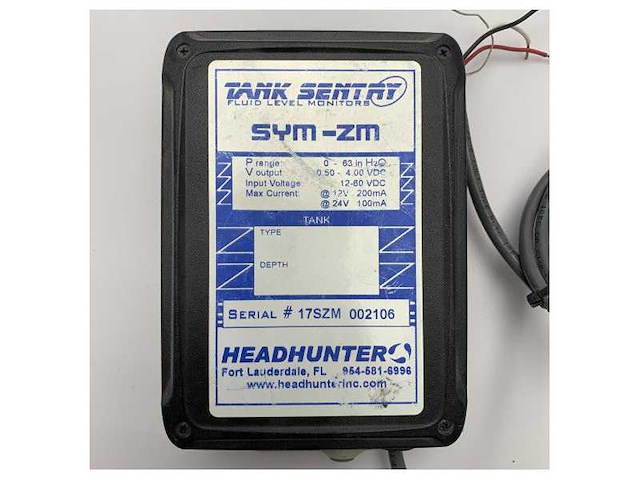 TANK SENTRY
FLUID LEVEL MONITORS
SYM-ZM
P range: 0 - 63 in H2O
V output: 0.50 - 4.00 VDC
Input Voltage: 12-60 VDC
Max Current: @ 12V 200mA
@ 24V 100mA
TANK
TYPE
DEPTH
SERIAL # 17SZM 002106
HEADHUNTER
Fort Lauderdale, FL 954-581-6996
www.headhunterinc.com